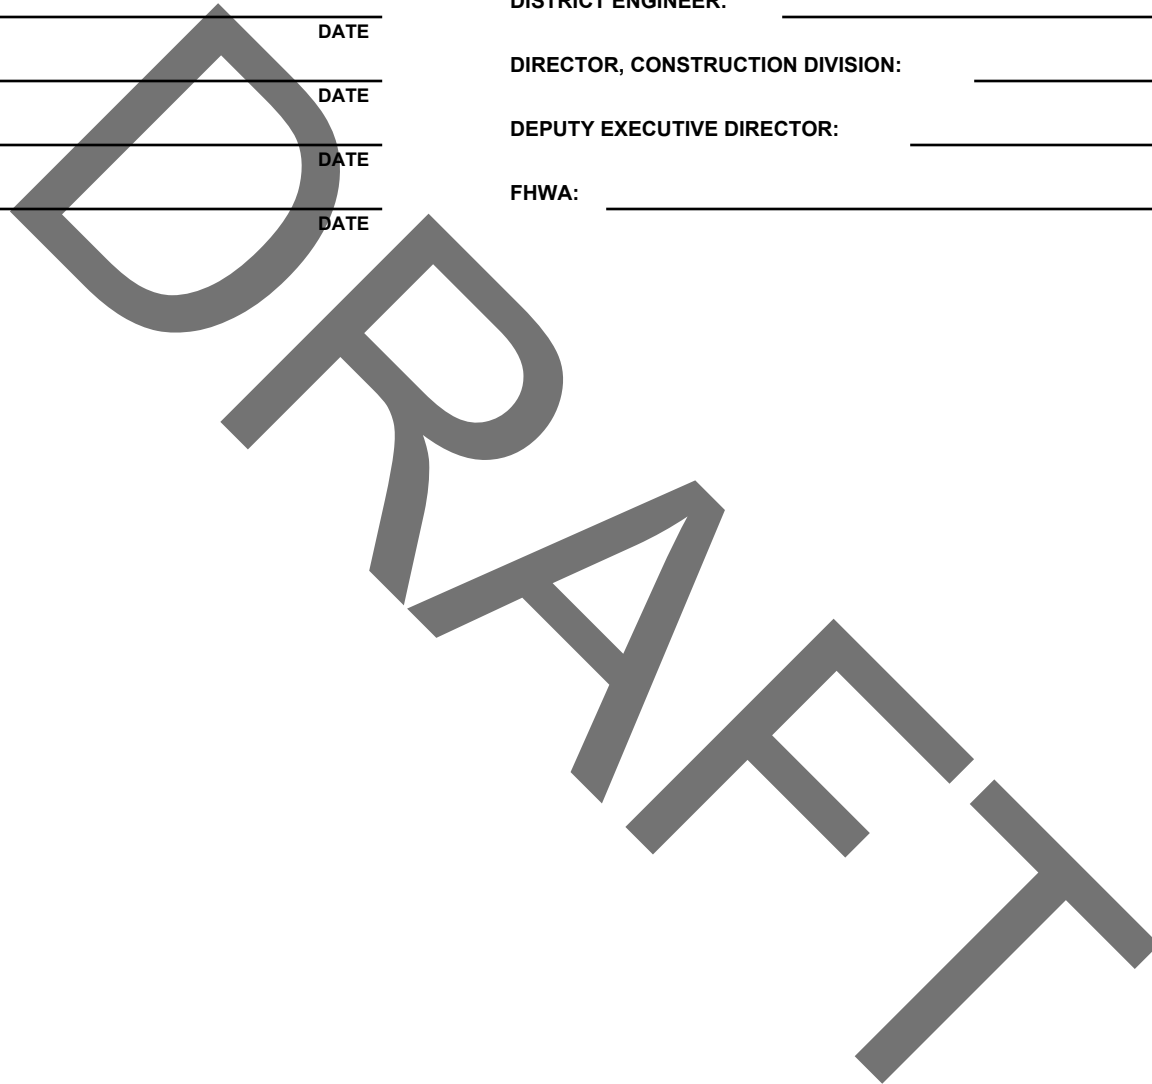 DISTRICT ENGINEER:
DATE
DIRECTOR, CONSTRUCTION DIVISION:
DATE
DEPUTY EXECUTIVE DIRECTOR:
DATE
FHWA:
DATE
DRAFT